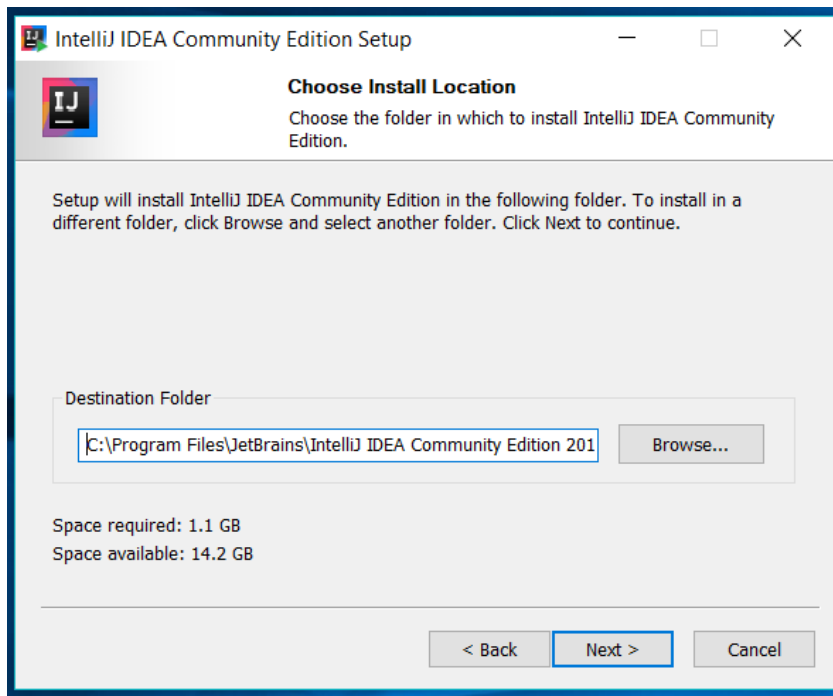 IntelliJ IDEA Community Edition Setup
IJ
Choose Install Location
Choose the folder in which to install IntelliJ IDEA Community
Edition.
Setup will install IntelliJ IDEA Community Edition in the following folder. To install in a
different folder, click Browse and select another folder. Click Next to continue.
Destination Folder
C:\Program Files\JetBrains\IntelliJ IDEA Community Edition 201
Browse...
Space required: 1.1 GB
Space available: 14.2 GB
< Back
Next >
Cancel